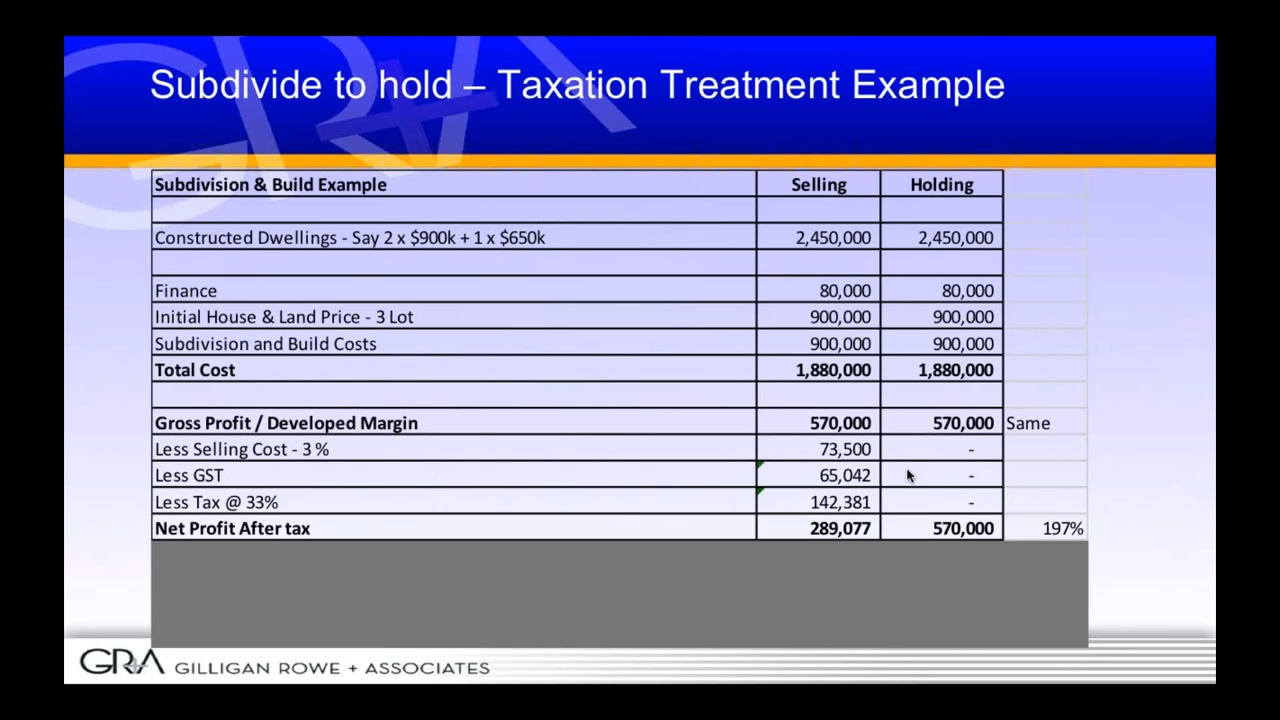 Subdivide to hold – Taxation Treatment Example
Subdivision & Build Example Selling Holding
Constructed Dwellings - Say 2 x $900k + 1 x $650k 2,450,000 2,450,000
Finance 80,000 80,000
Initial House & Land Price - 3 Lot 900,000 900,000
Subdivision and Build Costs 900,000 900,000
Total Cost 1,880,000 1,880,000
Gross Profit / Developed Margin 570,000 570,000 Same
Less Selling Cost - 3 % 73,500 -
Less GST 65,042 -
Less Tax @ 33% 142,381 -
Net Profit After tax 289,077 570,000 197%
GRA GILLIGAN ROWE + ASSOCIATES